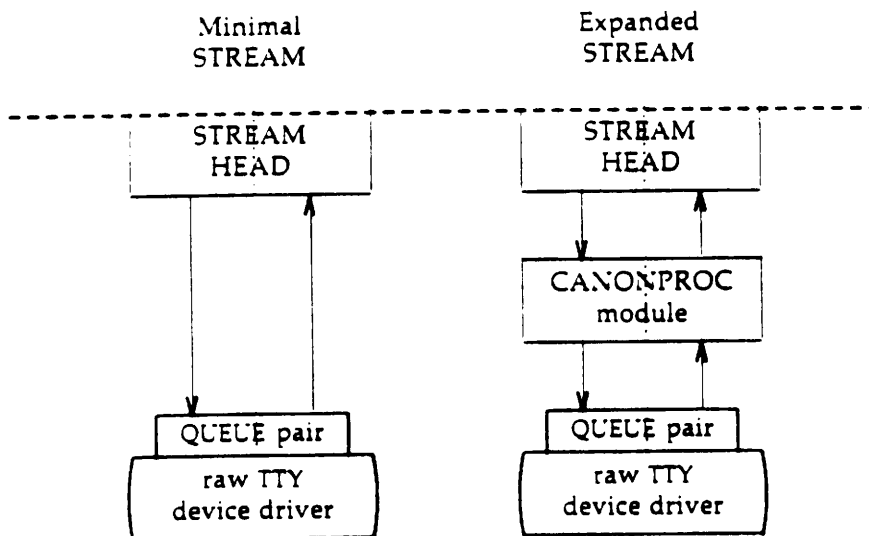 Minimal
STREAM
Expanded
STREAM
STREAM
HEAD
STREAM
HEAD
CANONPROC
module
QUEUE pair
raw TTY
device driver
QUEUE pair
raw TTY
device driver